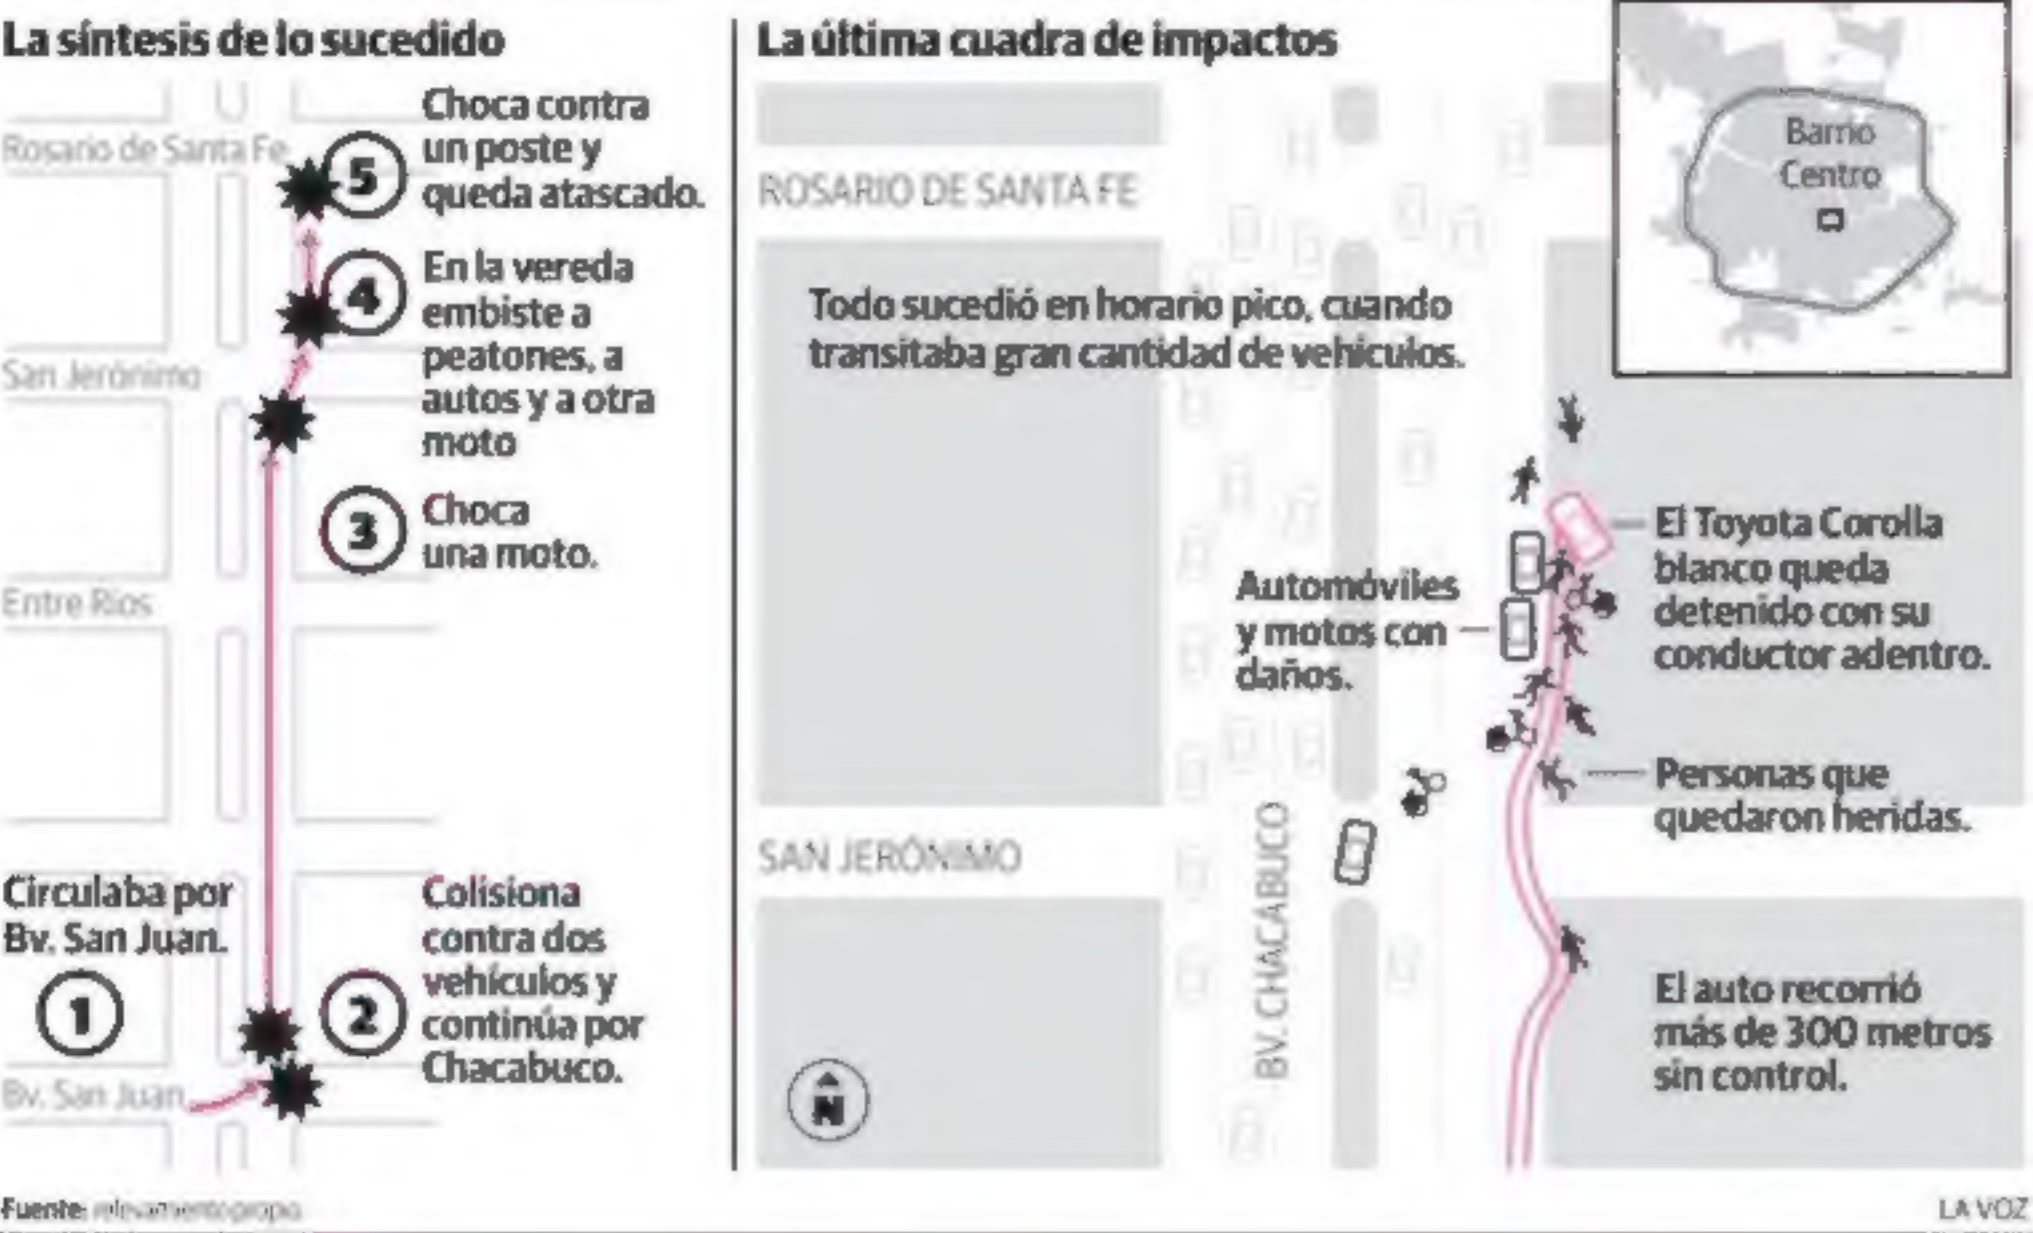 La síntesis de lo sucedido
Rosario de Santa Fe
San Jerónimo
Entre Ríos
Bv. San Juan
5
Choca contra
un poste y
queda atascado.
4
En la vereda
embiste a
peatones, a
autos y a otra
moto
3
Choca
una moto.
Circulaba por
Bv. San Juan.
1
2
Colisiona
contra dos
vehículos y
continúa por
Chacabuco.
La última cuadra de impactos
Barrio
Centro
ROSARIO DE SANTA FE
Todo sucedió en horario pico, cuando
transitaba gran cantidad de vehículos.
El Toyota Corolla
blanco queda
detenido con su
conductor adentro.
Automóviles
y motos con
daños.
Personas que
quedaron heridas.
SAN JERÓNIMO
BV. CHACABUCO
El auto recorrió
más de 300 metros
sin control.
N
Fuente: relevamiento propio
LA VOZ